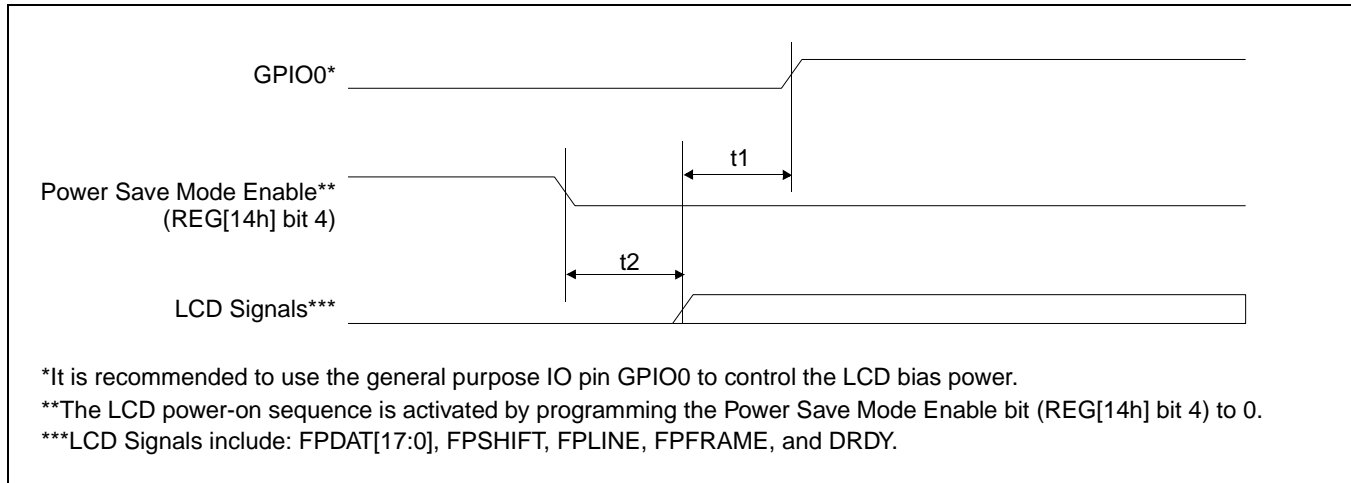 GPIO0*
t1
Power Save Mode Enable**
(REG[14h] bit 4)
t2
LCD Signals***
*It is recommended to use the general purpose IO pin GPIO0 to control the LCD bias power.
**The LCD power-on sequence is activated by programming the Power Save Mode Enable bit (REG[14h] bit 4) to 0.
***LCD Signals include: FPDAT[17:0], FPSHIFT, FPLINE, FPFRAME, and DRDY.